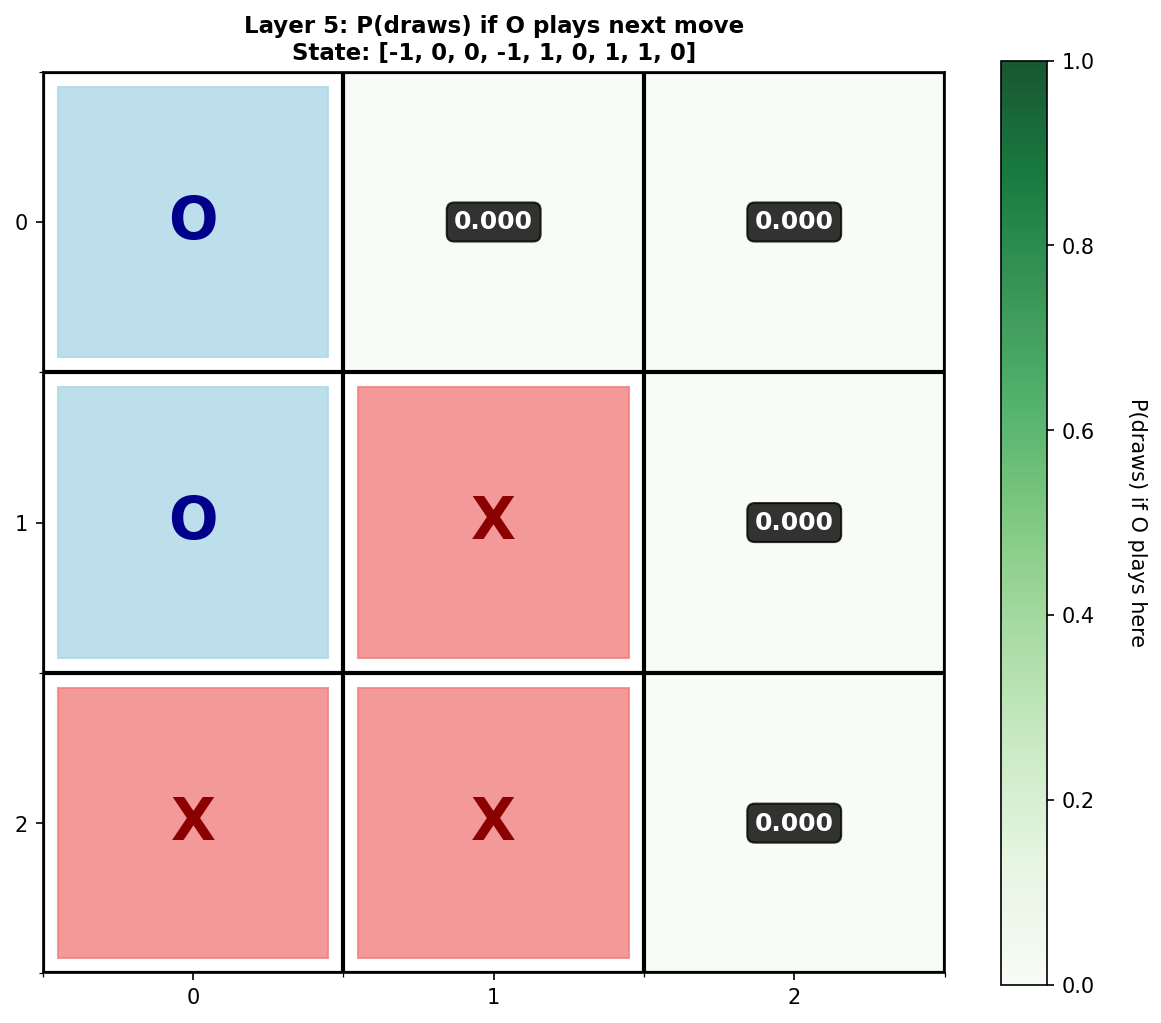 Layer 5: P(draws) if O plays next move
State: [-1, 0, 0, -1, 1, 0, 1, 1, 0]
1.0
0 O 0.000 0.000
0.8
0.6
1 O X 0.000
P(draws) if O plays here
0.4
0.2
2 X X 0.000
0.0
0 1 2